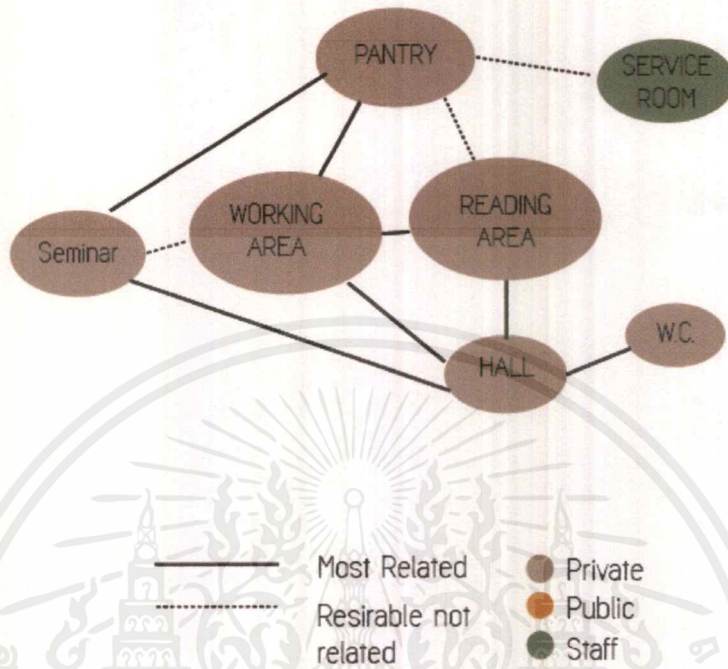 PANTRY
SERVICE
ROOM
WORKING
AREA
READING
AREA
Seminar
W.C.
HALL
Most Related
Resirable not
related
Private
Public
Staff